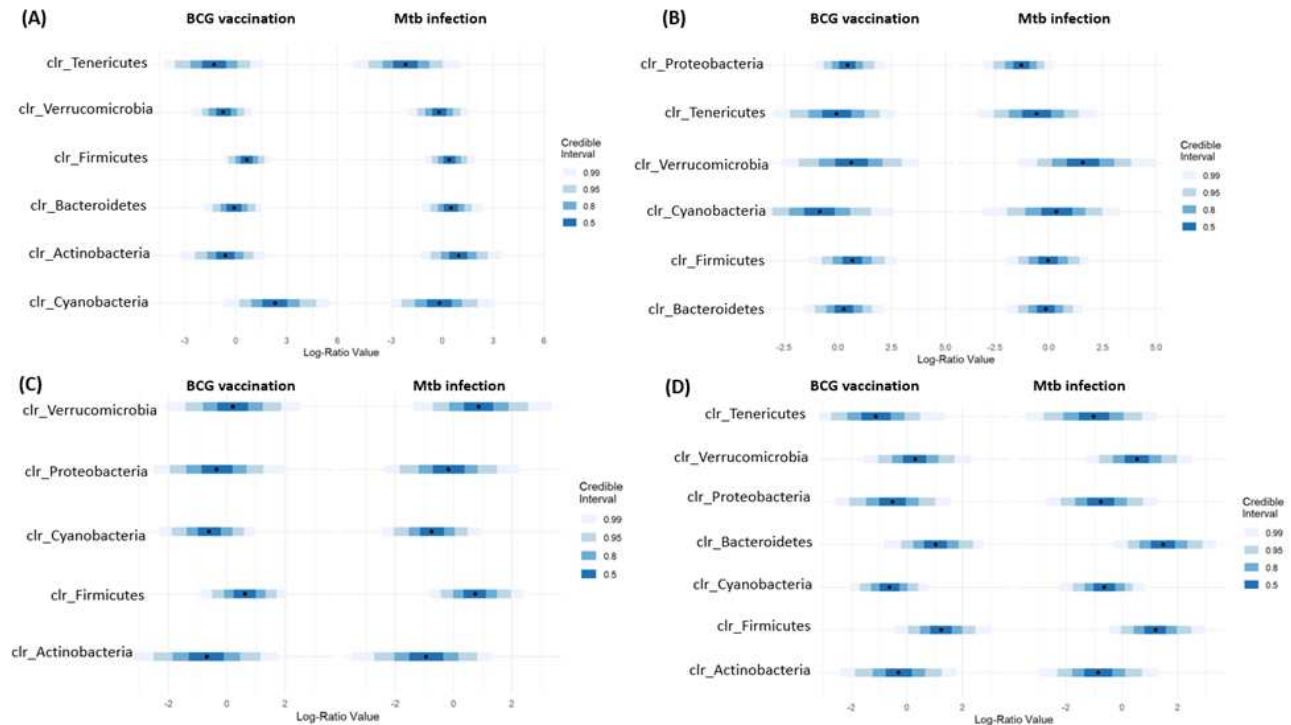 (A)
BCG vaccination Mtb infection
clr_Tenericutes
clr_Verrucomicrobia
clr_Firmicutes
clr_Bacteroidetes
clr_Actinobacteria
clr_Cyanobacteria
-3 0 3 6 -3 0 3 6
Log-Ratio Value
Credible
Interval
0.99
0.95
0.8
0.5
(B)
BCG vaccination Mtb infection
clr_Proteobacteria
clr_Tenericutes
clr_Verrucomicrobia
clr_Cyanobacteria
clr_Firmicutes
clr_Bacteroidetes
-2.5 0.0 2.5 5.0 -2.5 0.0 2.5 5.0
Log-Ratio Value
Credible
Interval
0.99
0.95
0.8
0.5
(C)
BCG vaccination Mtb infection
clr_Verrucomicrobia
clr_Proteobacteria
clr_Cyanobacteria
clr_Firmicutes
clr_Actinobacteria
-2 0 2 -2 0 2
Log-Ratio Value
Credible
Interval
0.99
0.95
0.8
0.5
(D)
BCG vaccination Mtb infection
clr_Tenericutes
clr_Verrucomicrobia
clr_Proteobacteria
clr_Bacteroidetes
clr_Cyanobacteria
clr_Firmicutes
clr_Actinobacteria
-2 0 2 -2 0 2
Log-Ratio Value
Credible
Interval
0.99
0.95
0.8
0.5